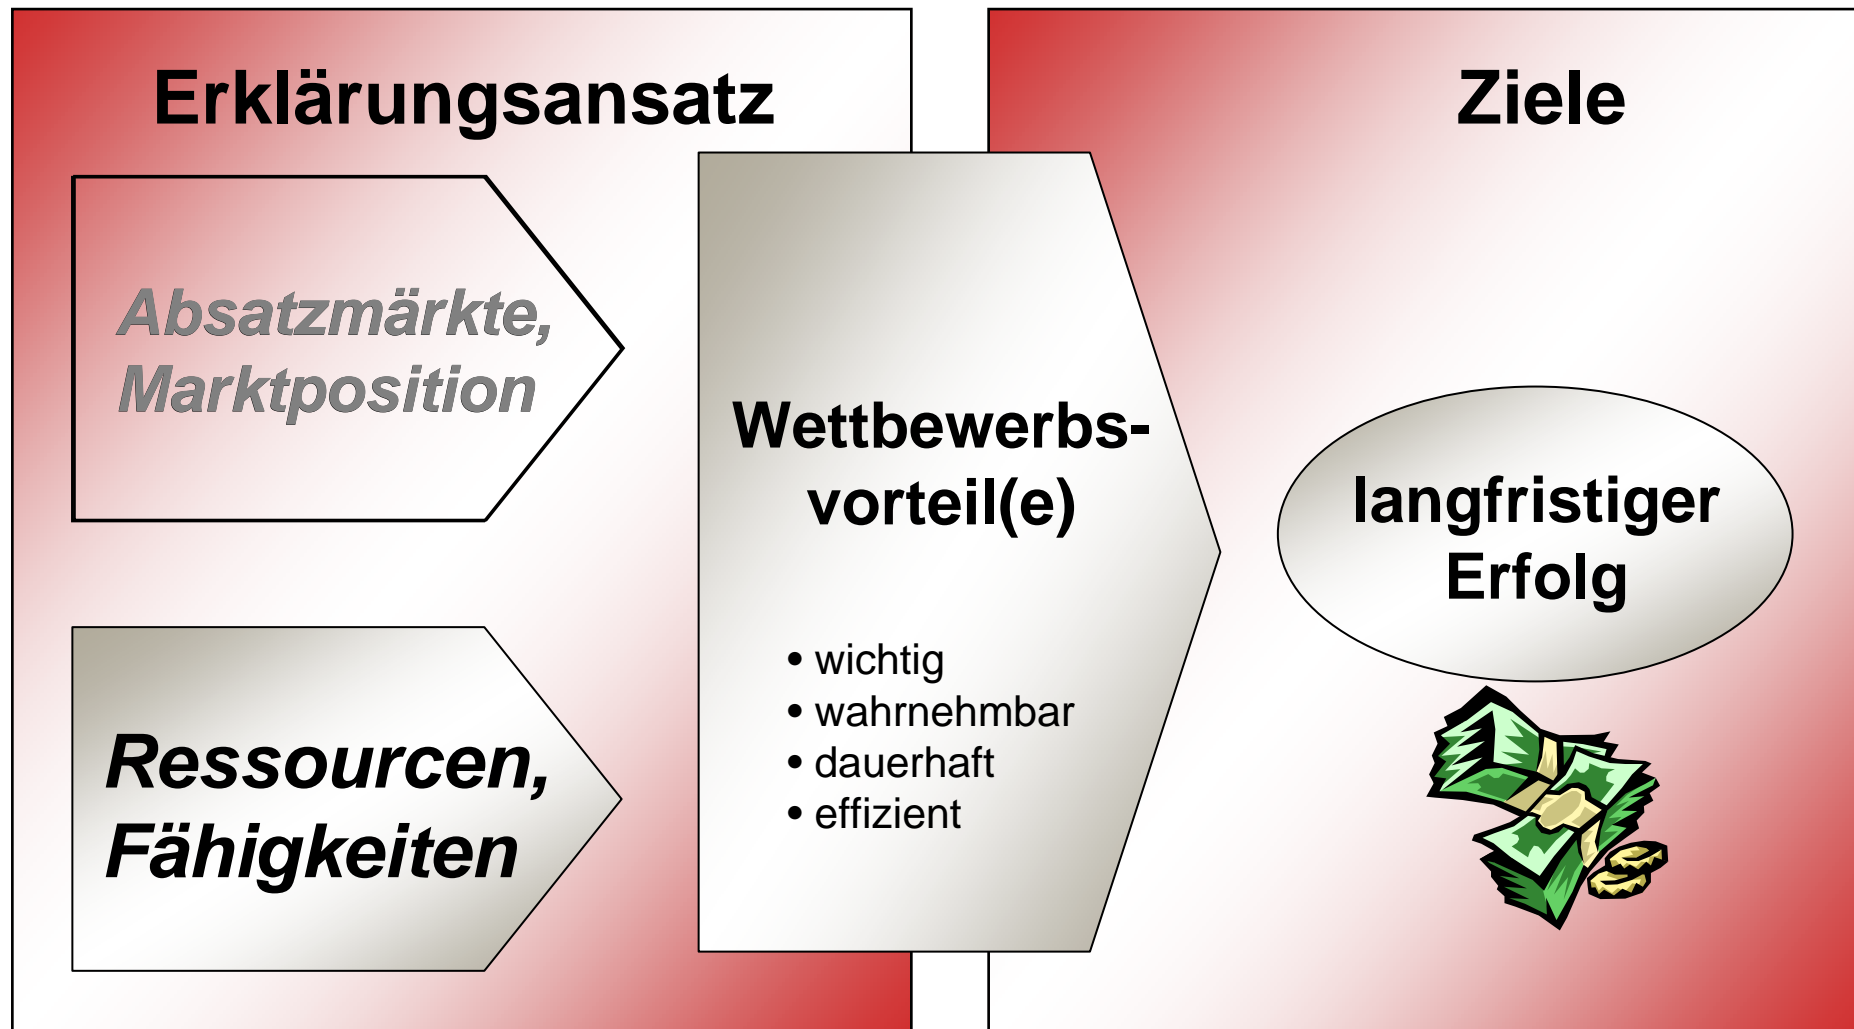 Erklärungsansatz
Absatzmärkte,
Marktposition
Ressourcen,
Fähigkeiten
Wettbewerbs-
vorteil(e)
• wichtig
• wahrnehmbar
• dauerhaft
• effizient
Ziele
langfristiger
Erfolg